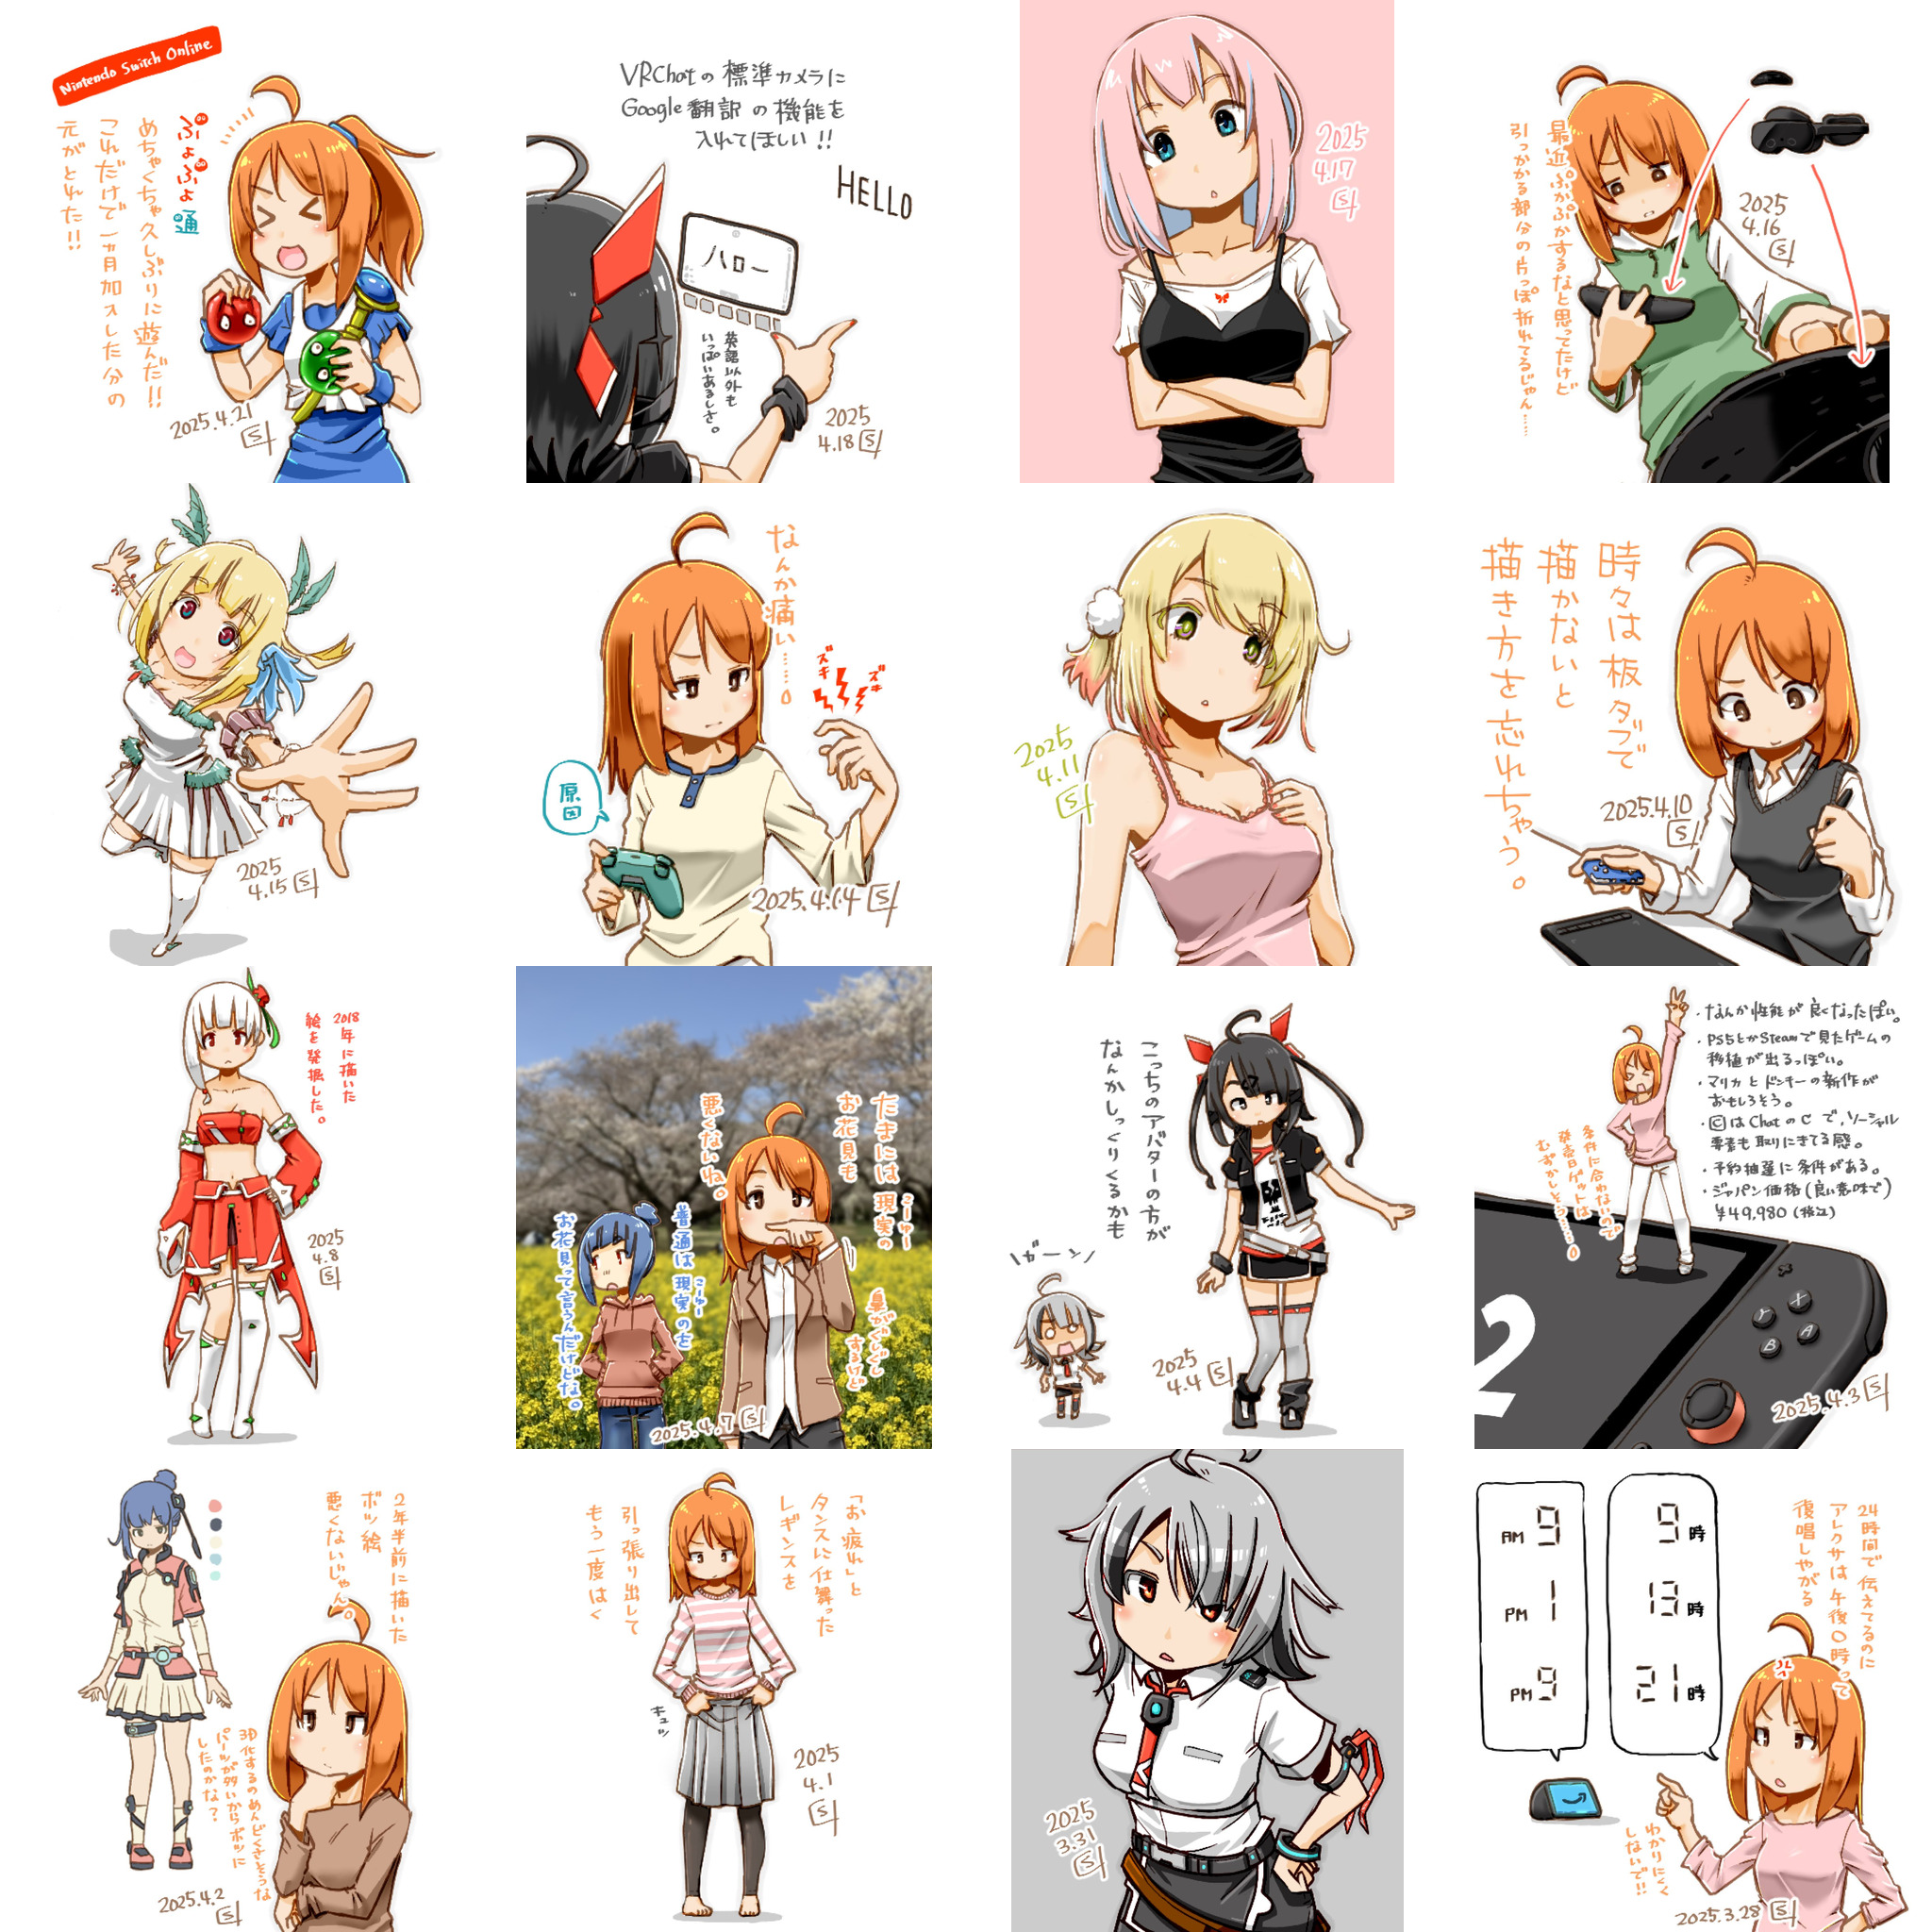 Nintendo Switch Online
ぷよぷよ通
めちゃくちゃ久しぶりに遊んだ!!
これだけで一ヶ月加入した分の
元がとれた!!
2025.4.21
VRChatの標準カメラに
Google翻訳の機能を
入れてほしい!!
HELLO
ハロー
英語以外も
いっぱいあるしさ。
2025
4.18
2025
4.17
最近ぷかぷかするなと思ってたけど
引っかかる部分の片っぽ折れてるじゃん……
2025
4.16
2025
4.15
なんか痛い……。
ズキ
ズキ
原因
2025.4.14
2025
4.11
時々は板タブで
描かないと
描き方を忘れちゃう。
2025.4.10
2018
年に描いた
絵を発掘した。
2025
4.8
たまには現実の
こーゆー
お花見も
悪くないね。
鼻がぐしぐし
するけど
普通は現実のを
こーゆー
お花見って言うんだけどな。
2025.4.7
こっちのアバターの方が
なんかしっくりくるかも
ガーン
2025
4.4
・なんか性能が良くなったぽい。
・PS5とかSteamで見たゲームの
移植が出るっぽい。
・マリカとドンキーの新作が
おもしろそう。
・CはChatのCで、ソーシャル
要素も取りにきてる感。
・予約抽選に条件がある。
・ジャパン価格(良い意味で)
¥49,980(税込)
条件に合わないので
発売日ゲットは
むずかしそう……。
2
X
Y
A
B
2025.4.3
2年半前に描いた
ボツ絵
悪くないじゃん。
3D化するのめんどくさそうな
パーツが多いからボツに
したのかな?
2025.4.2
「お疲れ」と
タンスに仕舞った
レギンスを
引っ張り出して
もう一度はく
キュッ
2025
4.1
2025
3.31
AM 9
PM 1
PM 9
9時
13時
21時
24時間で伝えてるのに
アレクサは午後〇時って
復唱しやがる
わかりにくく
しないで!!
2025.3.28